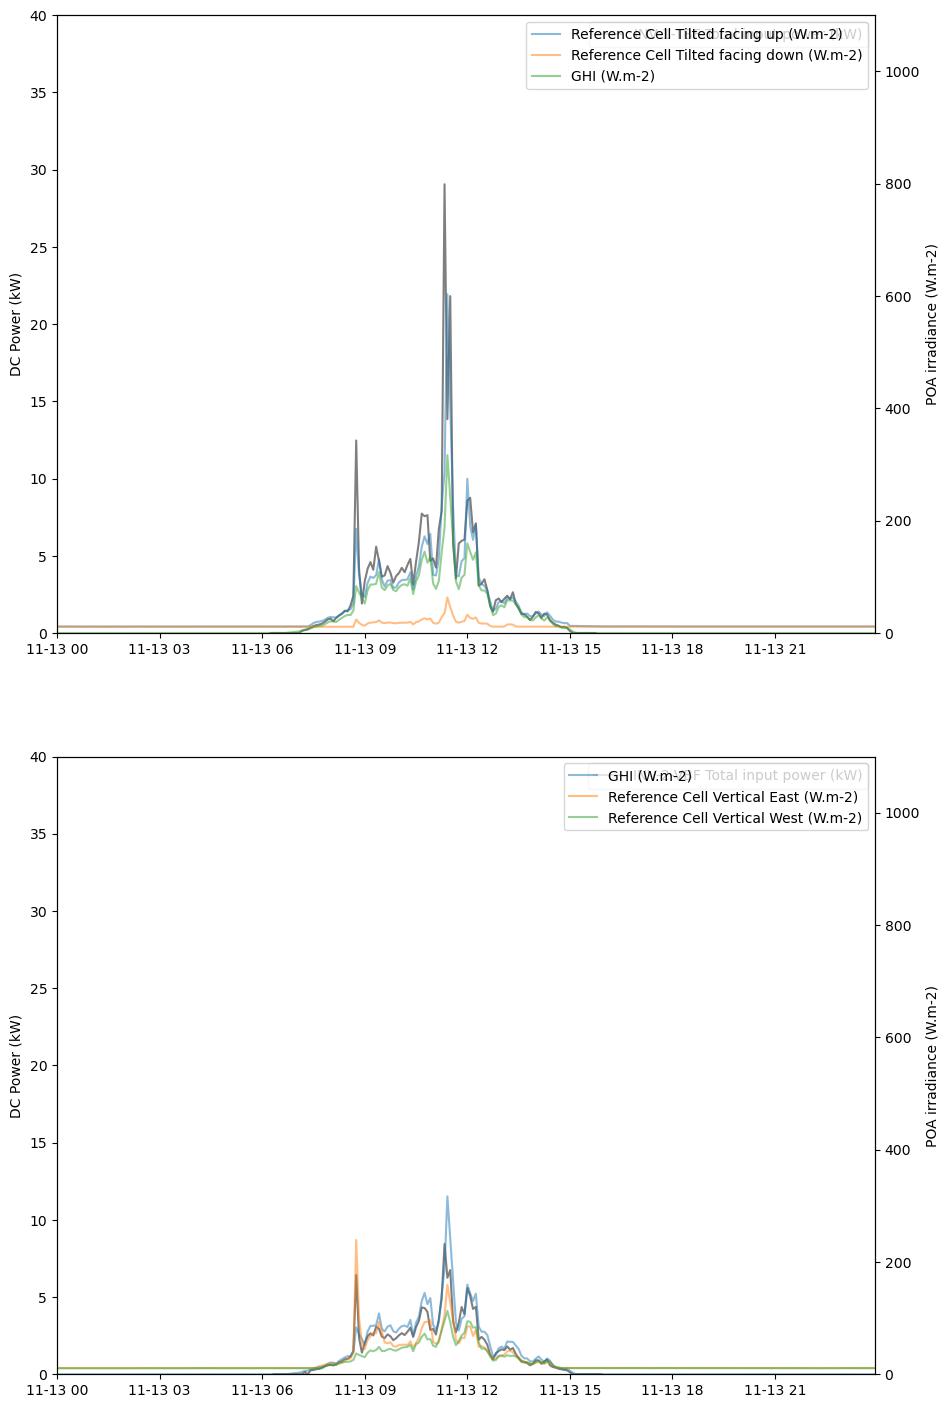 40
35
30
25
20
15
10
5
0
DC Power (kW)
Reference Cell Tilted facing up (W.m-2)
Reference Cell Tilted facing down (W.m-2)
GHI (W.m-2)
1000
800
600
400
200
0
POA irradiance (W.m-2)
11-13 00 11-13 03 11-13 06 11-13 09 11-13 12 11-13 15 11-13 18 11-13 21
40
35
30
25
20
15
10
5
0
DC Power (kW)
GHI (W.m-2) Total input power (kW)
Reference Cell Vertical East (W.m-2)
Reference Cell Vertical West (W.m-2)
1000
800
600
400
200
0
POA irradiance (W.m-2)
11-13 00 11-13 03 11-13 06 11-13 09 11-13 12 11-13 15 11-13 18 11-13 21